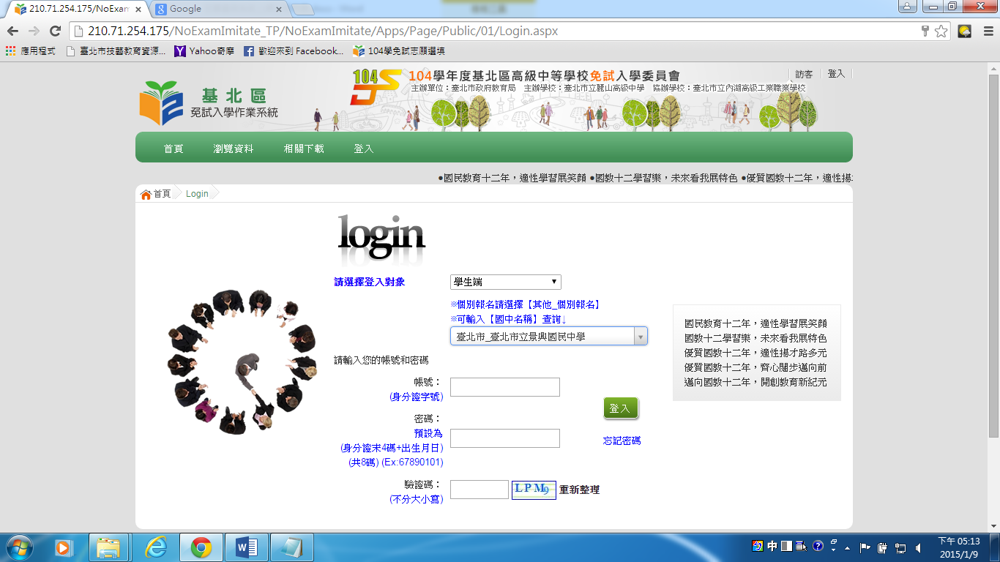 210.71.254.175/NoExam
Google
210.71.254.175/NoExamImitate_TP/NoExamImitate/Apps/Page/Public/01/Login.aspx
應用程式
臺北市技藝教育資源...
Yahoo奇摩
歡迎來到 Facebook...
104學免試志願選填
基北區
免試入學作業系統
104
104學年度基北區高級中等學校免試入學委員會
主辦單位：臺北市政府教育局 主辦學校：臺北市立麗山高級中學 協辦學校：臺北市立內湖高級工業職業學校
訪客
登入
首頁
瀏覽資料
相關下載
登入
●國民教育十二年，適性學習展笑顏 ●國教十二學習樂，未來看我展特色 ●優質國教十二年，適性揚
首頁
Login
login
請選擇登入對象
學生端
※個別報名請選擇【其他_個別報名】
※可輸入【國中名稱】查詢↓
臺北市_臺北市立景興國民中學
請輸入您的帳號和密碼
帳號：
(身分證字號)
密碼：
預設為
(身分證末4碼+出生月日)
(共8碼) (Ex:67890101)
登入
忘記密碼
驗證碼：
(不分大小寫)
LPM9
重新整理
國民教育十二年，適性學習展笑顏
國教十二學習樂，未來看我展特色
優質國教十二年，適性揚才路多元
優質國教十二年，齊心闊步邁向前
邁向國教十二年，開創教育新紀元
中
下午 05:13
2015/1/9